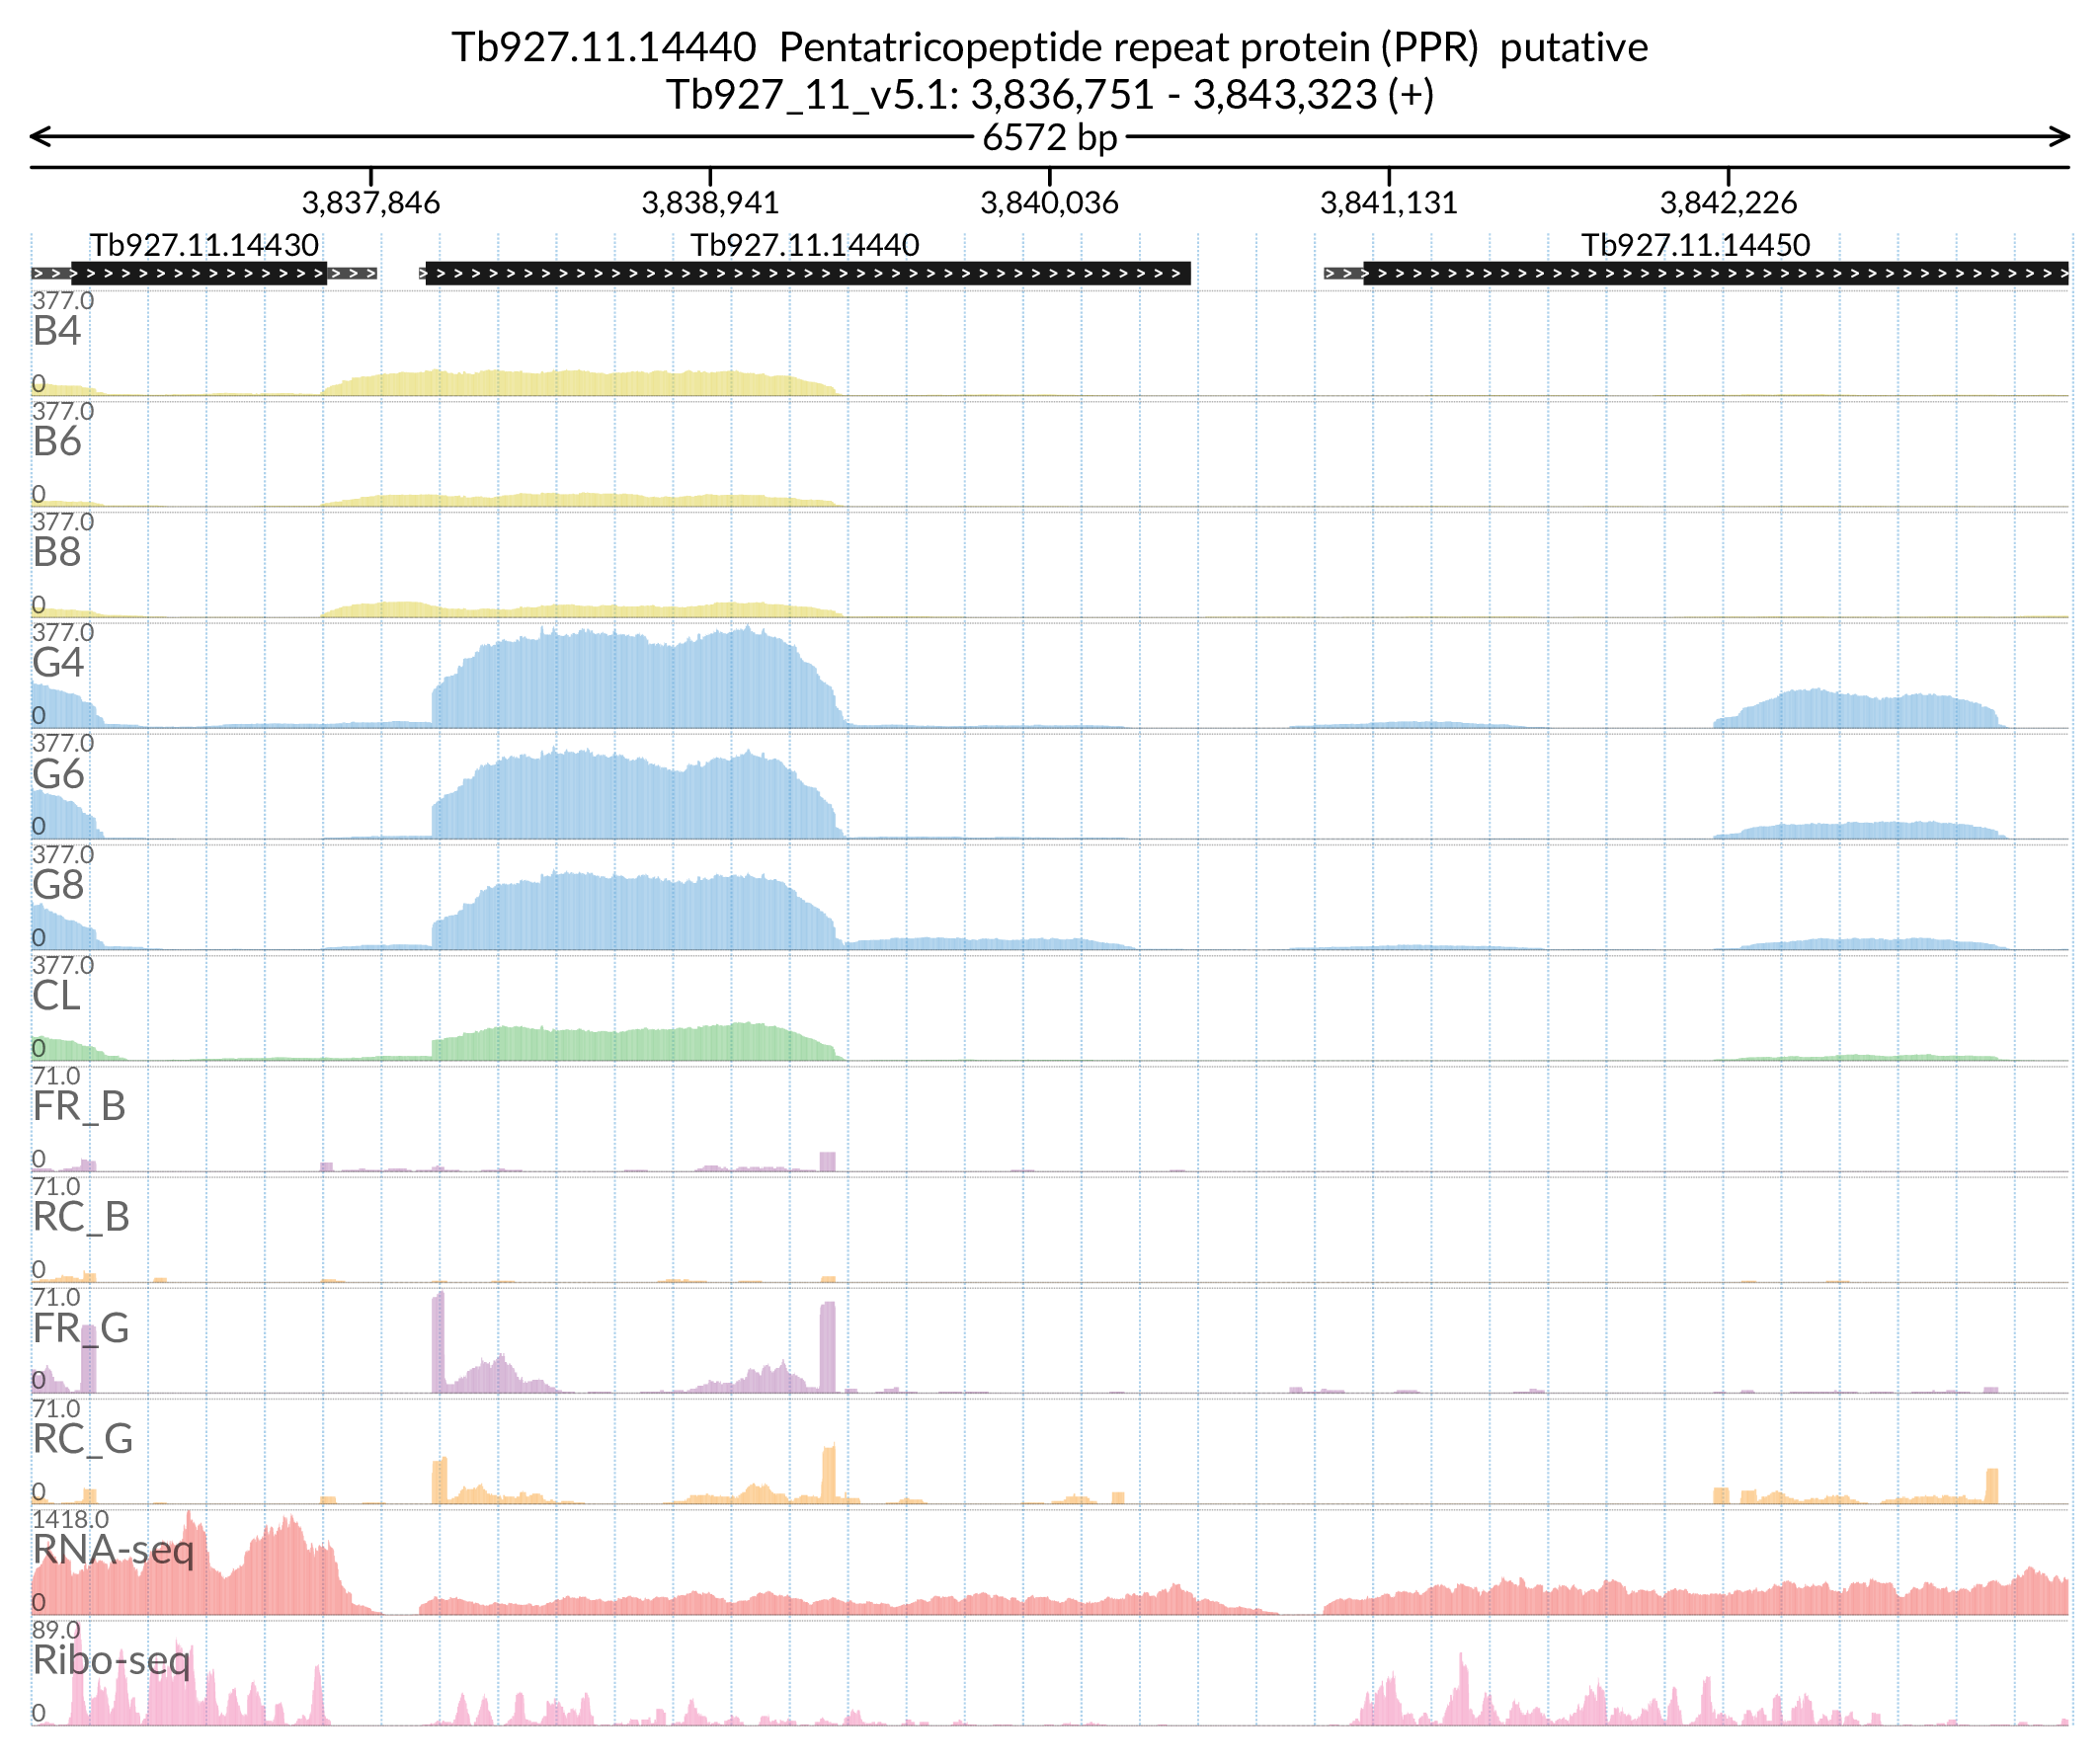 Tb927.11.14440 Pentatricopeptide repeat protein (PPR) putative
Tb927_11_v5.1: 3,836,751 - 3,843,323 (+)
6572 bp
3,837,846 3,838,941 3,840,036 3,841,131 3,842,226
Tb927.11.14430 Tb927.11.14440 Tb927.11.14450
377.0
B4
0
377.0
B6
0
377.0
B8
0
377.0
G4
0
377.0
G6
0
377.0
G8
0
377.0
CL
0
71.0
FR_B
0
71.0
RC_B
0
71.0
FR_G
0
71.0
RC_G
0
1418.0
RNA-seq
0
89.0
Ribo-seq
0